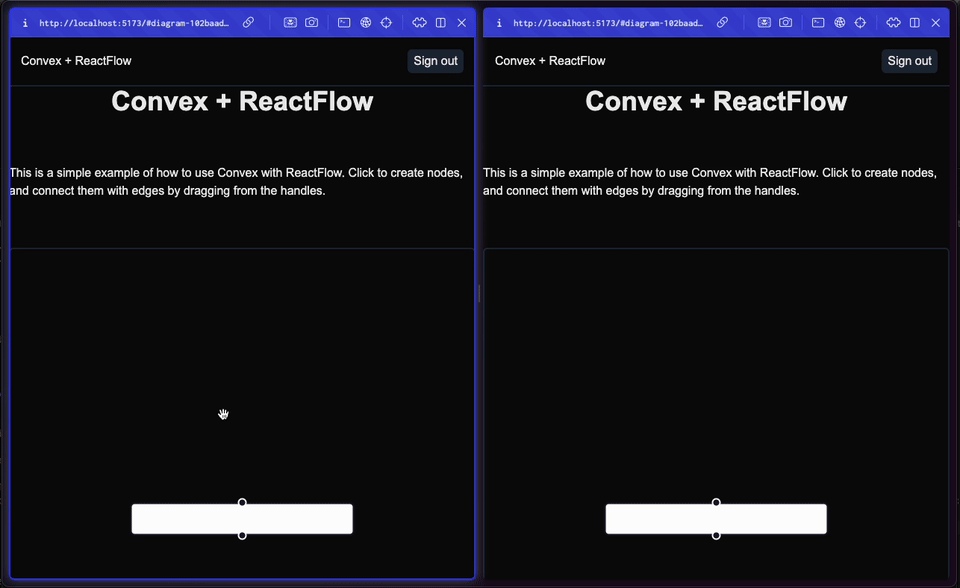 http://localhost:5173/#diagram-102baad…
Convex + ReactFlow
Sign out
Convex + ReactFlow
This is a simple example of how to use Convex with ReactFlow. Click to create nodes,
and connect them with edges by dragging from the handles.
http://localhost:5173/#diagram-102baad…
Convex + ReactFlow
Sign out
Convex + ReactFlow
This is a simple example of how to use Convex with ReactFlow. Click to create nodes,
and connect them with edges by dragging from the handles.